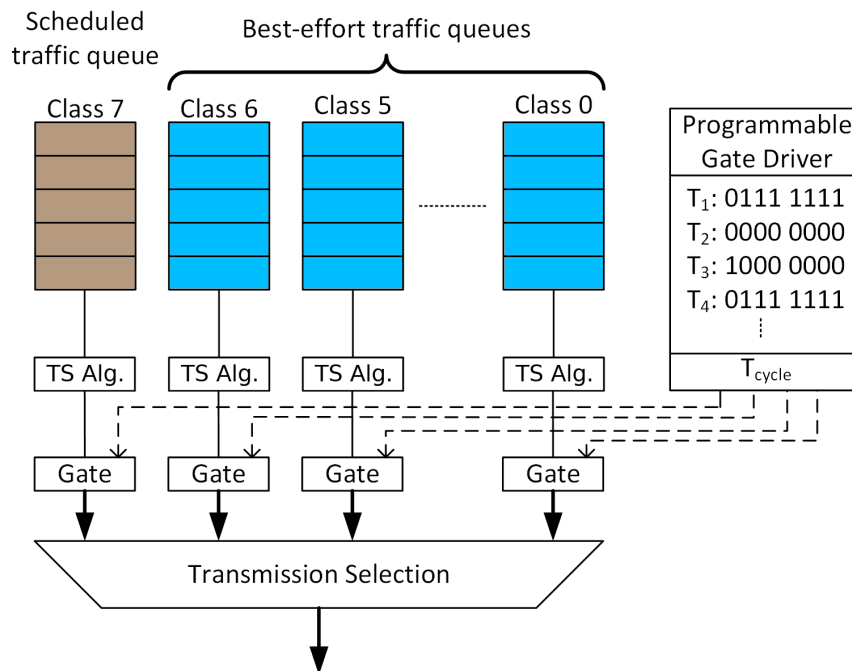 Scheduled
traffic queue
Best-effort traffic queues
Class 7
Class 6
Class 5
Class 0
Programmable
Gate Driver
T1: 0111 1111
T2: 0000 0000
T3: 1000 0000
T4: 0111 1111
Tcycle
TS Alg.
TS Alg.
TS Alg.
TS Alg.
Gate
Gate
Gate
Gate
Transmission Selection